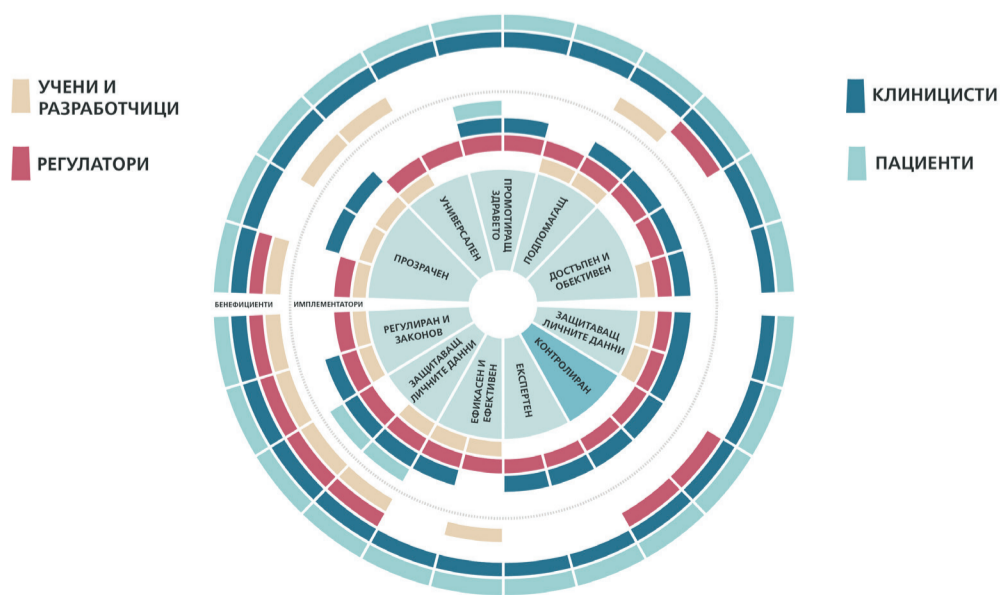 УЧЕНИ И
РАЗРАБОТЧИЦИ
РЕГУЛАТОРИ
КЛИНИЦИСТИ
ПАЦИЕНТИ
БЕНЕФИЦИЕНТИ
ИМПЛЕМЕНТАТОРИ
ПРОЗРАЧЕН
УНИВЕРСАЛЕН
ПРОМОТИРАЩ
ЗДРАВЕТО
ПОДПОМАГАЩ
ДОСТЪПЕН И
ОБЕКТИВЕН
ЗАЩИТАВАЩ
ЛИЧНИТЕ ДАННИ
КОНТРОЛИРАН
ЕКСПЕРТЕН
ЕФИКАСЕН И
ЕФЕКТИВЕН
ЗАЩИТАВАЩ
ЛИЧНИТЕ ДАННИ
РЕГУЛИРАН И
ЗАКОНОВ